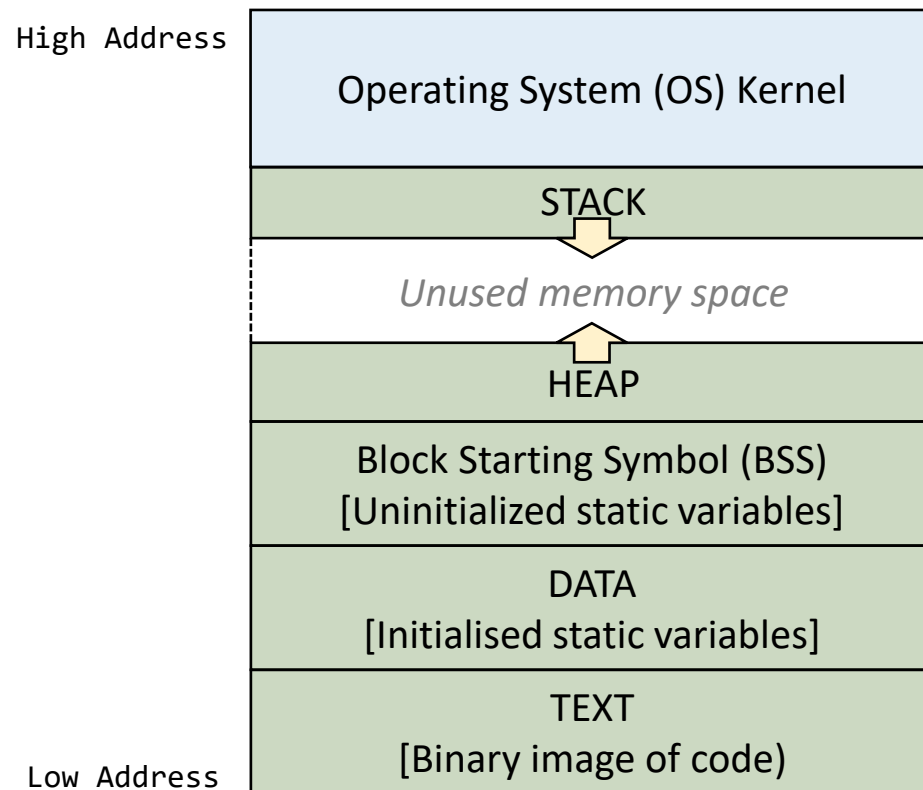 High Address
Operating System (OS) Kernel
STACK
Unused memory space
HEAP
Block Starting Symbol (BSS)
[Uninitialized static variables]
DATA
[Initialised static variables]
TEXT
[Binary image of code)
Low Address